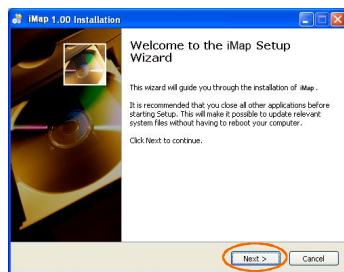 iMap 1.00 Installation
Welcome to the iMap Setup
Wizard
This wizard will guide you through the installation of iMap.
It is recommended that you close all other applications before
starting Setup. This will make it possible to update relevant
system files without having to reboot your computer.
Click Next to continue.
Next >
Cancel